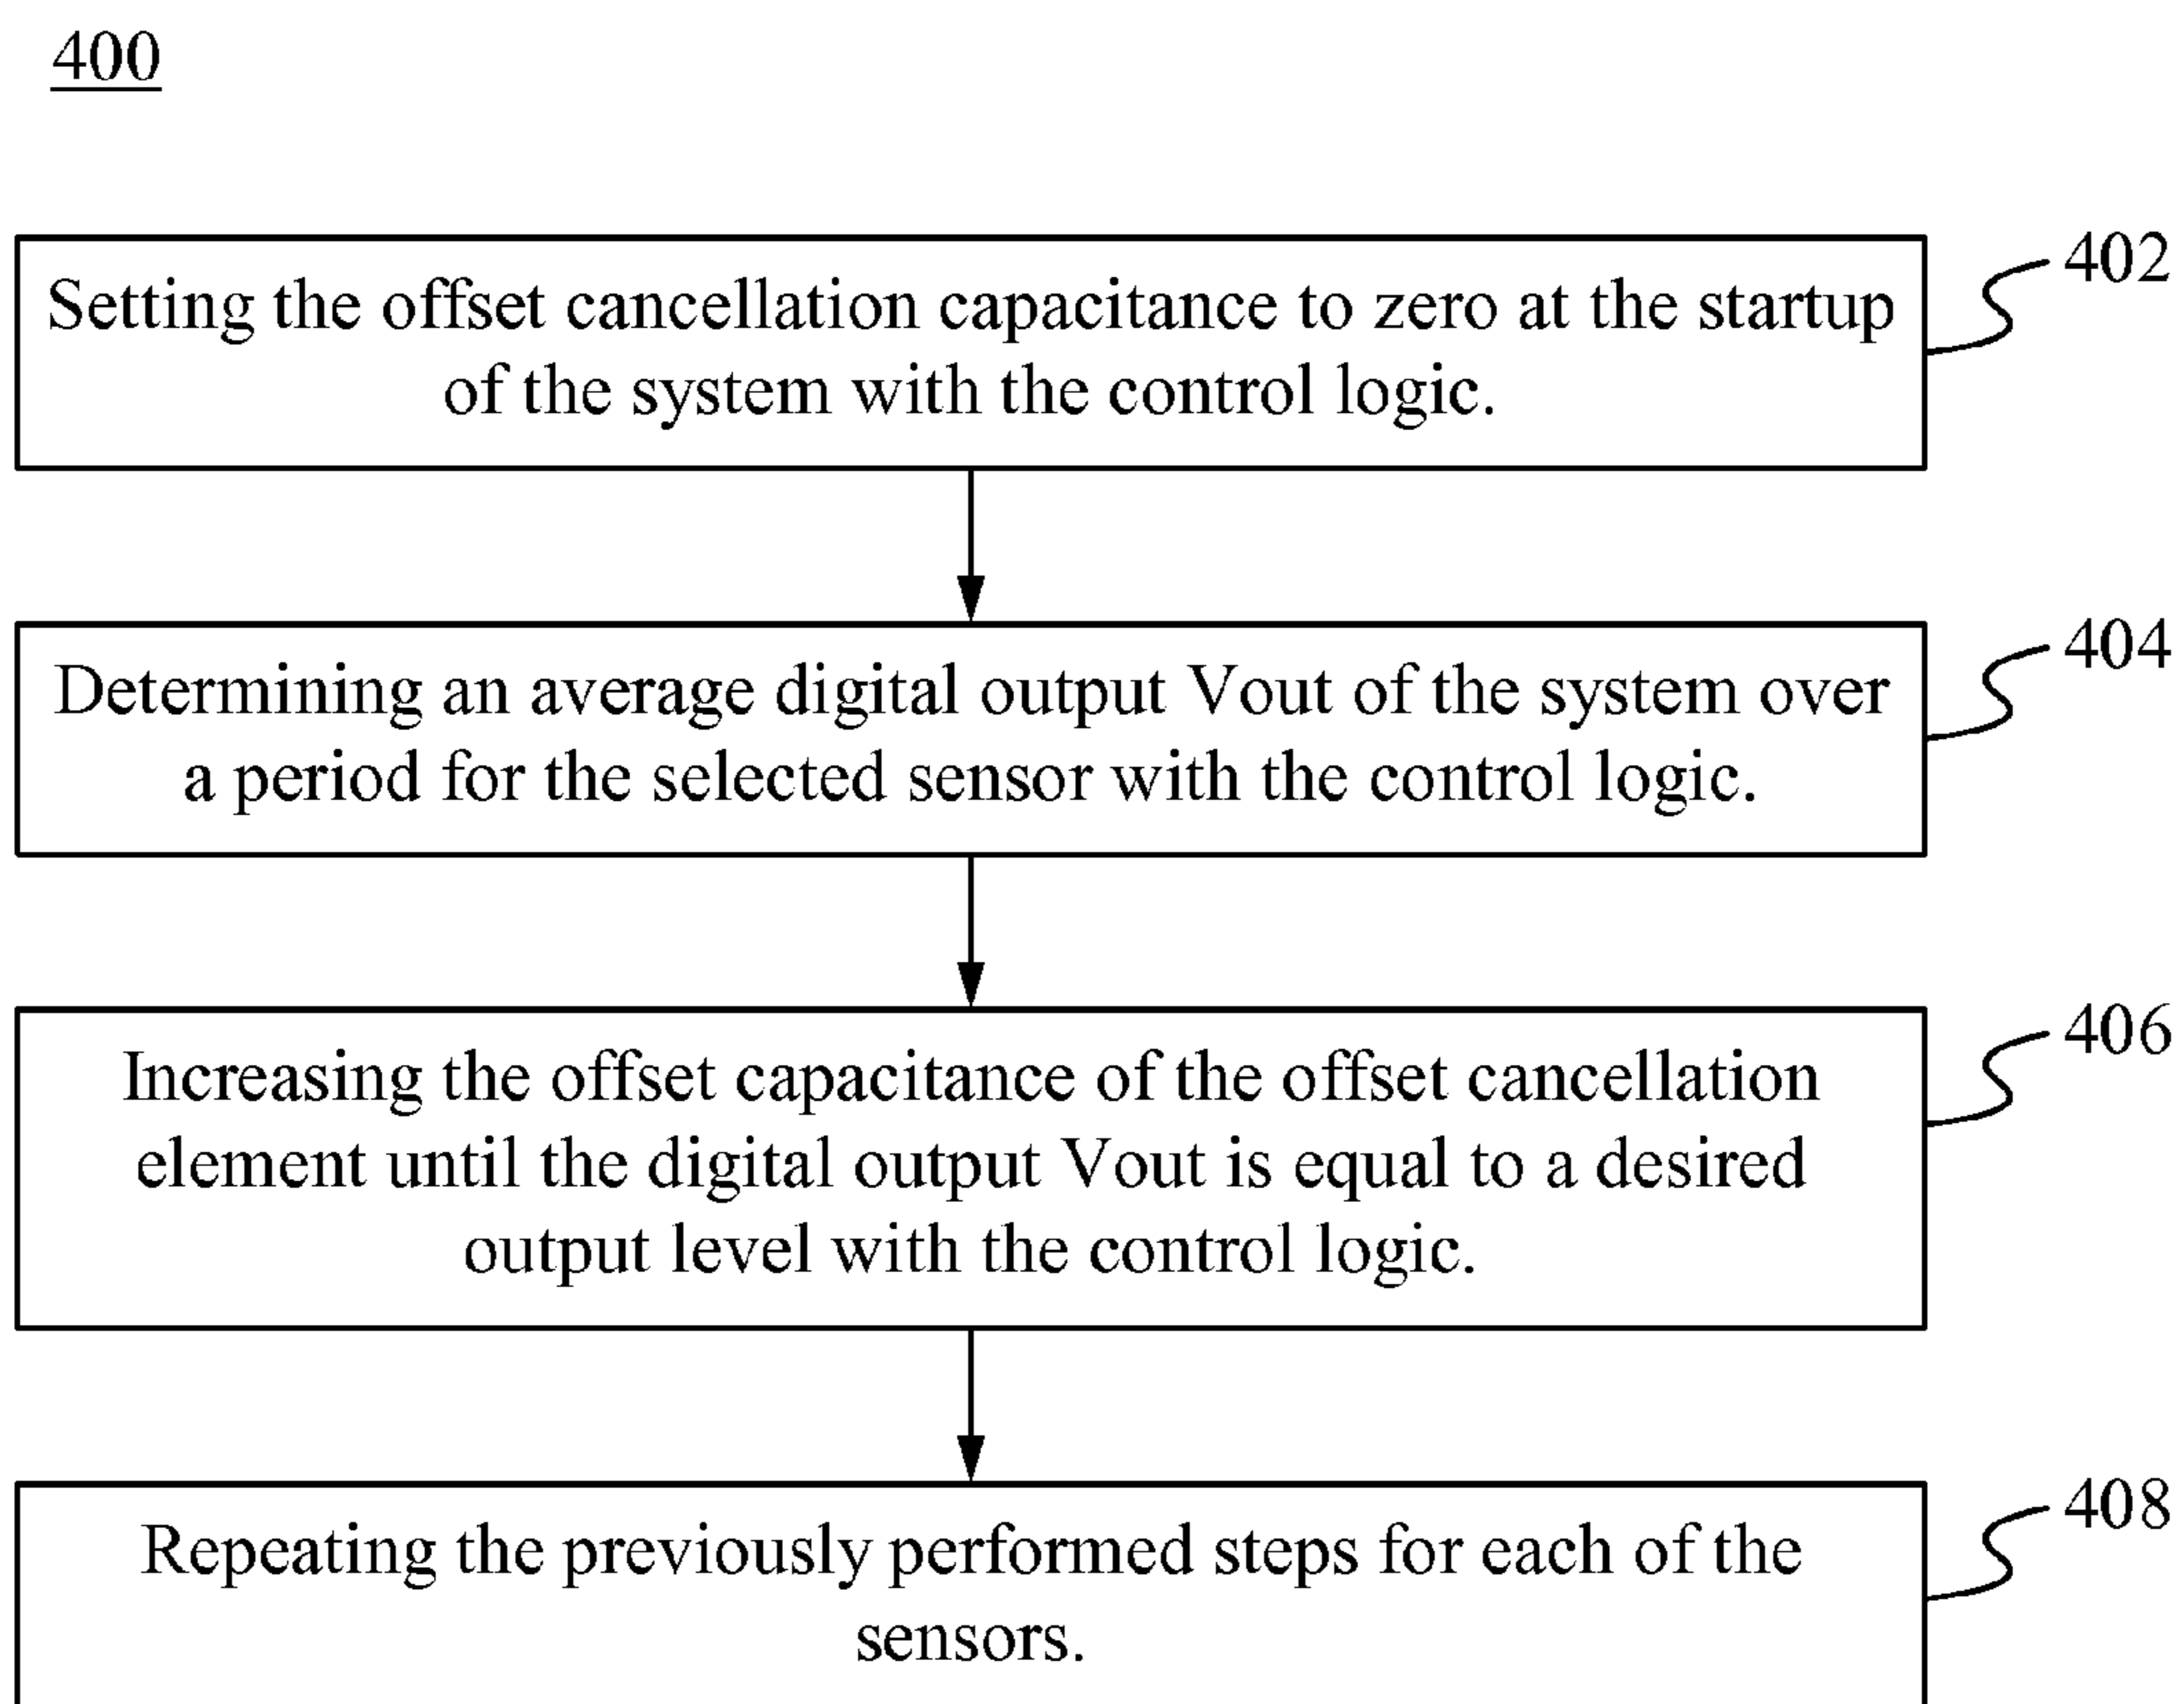 400
402
Setting the offset cancellation capacitance to zero at the startup
of the system with the control logic.
404
Determining an average digital output Vout of the system over
a period for the selected sensor with the control logic.
406
Increasing the offset capacitance of the offset cancellation
element until the digital output Vout is equal to a desired
output level with the control logic.
408
Repeating the previously performed steps for each of the
sensors.